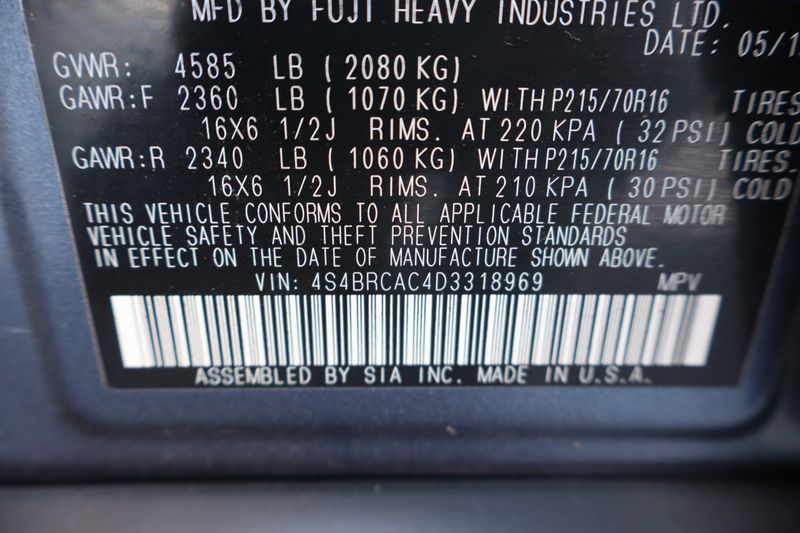 MFD BY FUJI HEAVY INDUSTRIES LTD.
DATE: 05/1
GVWR: 4585 LB ( 2080 KG)
GAWR:F 2360 LB ( 1070 KG) WITH P215/70R16 TIRES
16X6 1/2J RIMS. AT 220 KPA ( 32 PSI) COLD
GAWR:R 2340 LB ( 1060 KG) WITH P215/70R16 TIRES.
16X6 1/2J RIMS. AT 210 KPA ( 30 PSI) COLD
THIS VEHICLE CONFORMS TO ALL APPLICABLE FEDERAL MOTOR
VEHICLE SAFETY AND THEFT PREVENTION STANDARDS
IN EFFECT ON THE DATE OF MANUFACTURE SHOWN ABOVE.
VIN: 4S4BRCAC4D3318969 MPV
ASSEMBLED BY SIA INC. MADE IN U.S.A.